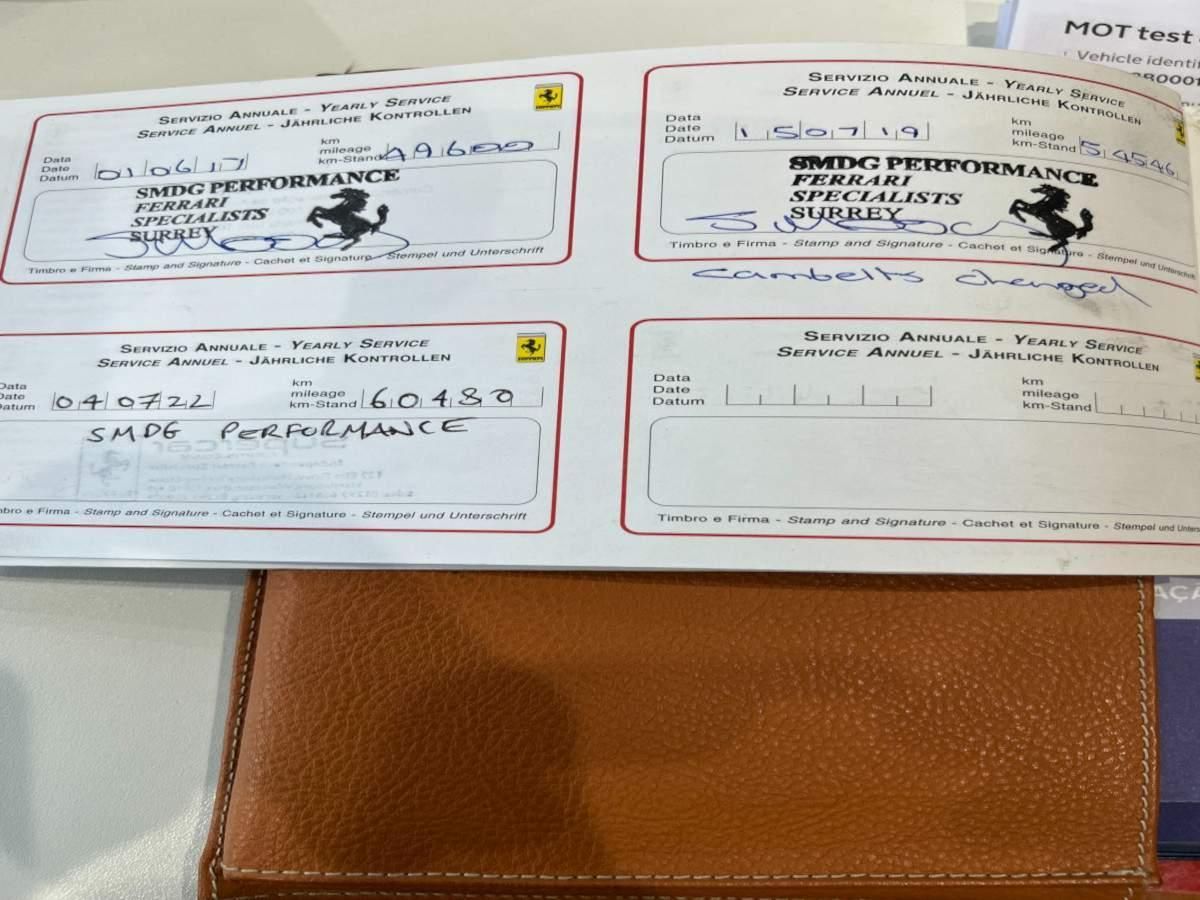 MOT test
Vehicle identif
SERVIZIO ANNUALE - YEARLY SERVICE
SERVICE ANNUEL - JÄHRLICHE KONTROLLEN
Data
Date
Datum
01 06 17
km
mileage
km-Stand
49600
SMDG PERFORMANCE
FERRARI
SPECIALISTS
SURREY
Timbro e Firma - Stamp and Signature - Cachet et Signature - Stempel und Unterschrift
SERVIZIO ANNUALE - YEARLY SERVICE
SERVICE ANNUEL - JÄHRLICHE KONTROLLEN
Data
Date
Datum
15 07 19
km
mileage
km-Stand
54546
SMDG PERFORMANCE
FERRARI
SPECIALISTS
SURREY
Timbro e Firma - Stamp and Signature - Cachet et Signature - Stempel und Unterschrift
Cambelts changed
SERVIZIO ANNUALE - YEARLY SERVICE
SERVICE ANNUEL - JÄHRLICHE KONTROLLEN
Data
Date
Datum
04 07 22
km
mileage
km-Stand
60480
SMDG PERFORMANCE
mbro e Firma - Stamp and Signature - Cachet et Signature - Stempel und Unterschrift
SERVIZIO ANNUALE - YEARLY SERVICE
SERVICE ANNUEL - JÄHRLICHE KONTROLLEN
Data
Date
Datum
km
mileage
km-Stand
Timbro e Firma - Stamp and Signature - Cachet et Signature - Stempel und Unters